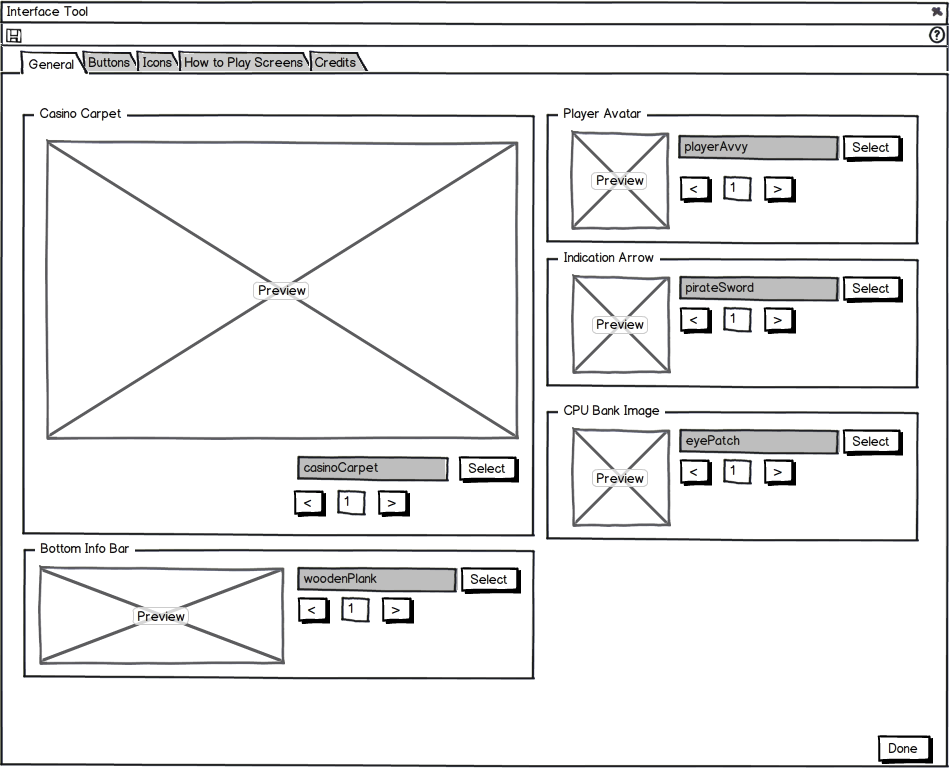 Interface Tool
?
General Buttons Icons How to Play Screens Credits
Casino Carpet
Preview
casinoCarpet Select
< 1 >
Bottom Info Bar
Preview
woodenPlank Select
< 1 >
Player Avatar
Preview
playerAvvy Select
< 1 >
Indication Arrow
Preview
pirateSword Select
< 1 >
CPU Bank Image
Preview
eyePatch Select
< 1 >
Done